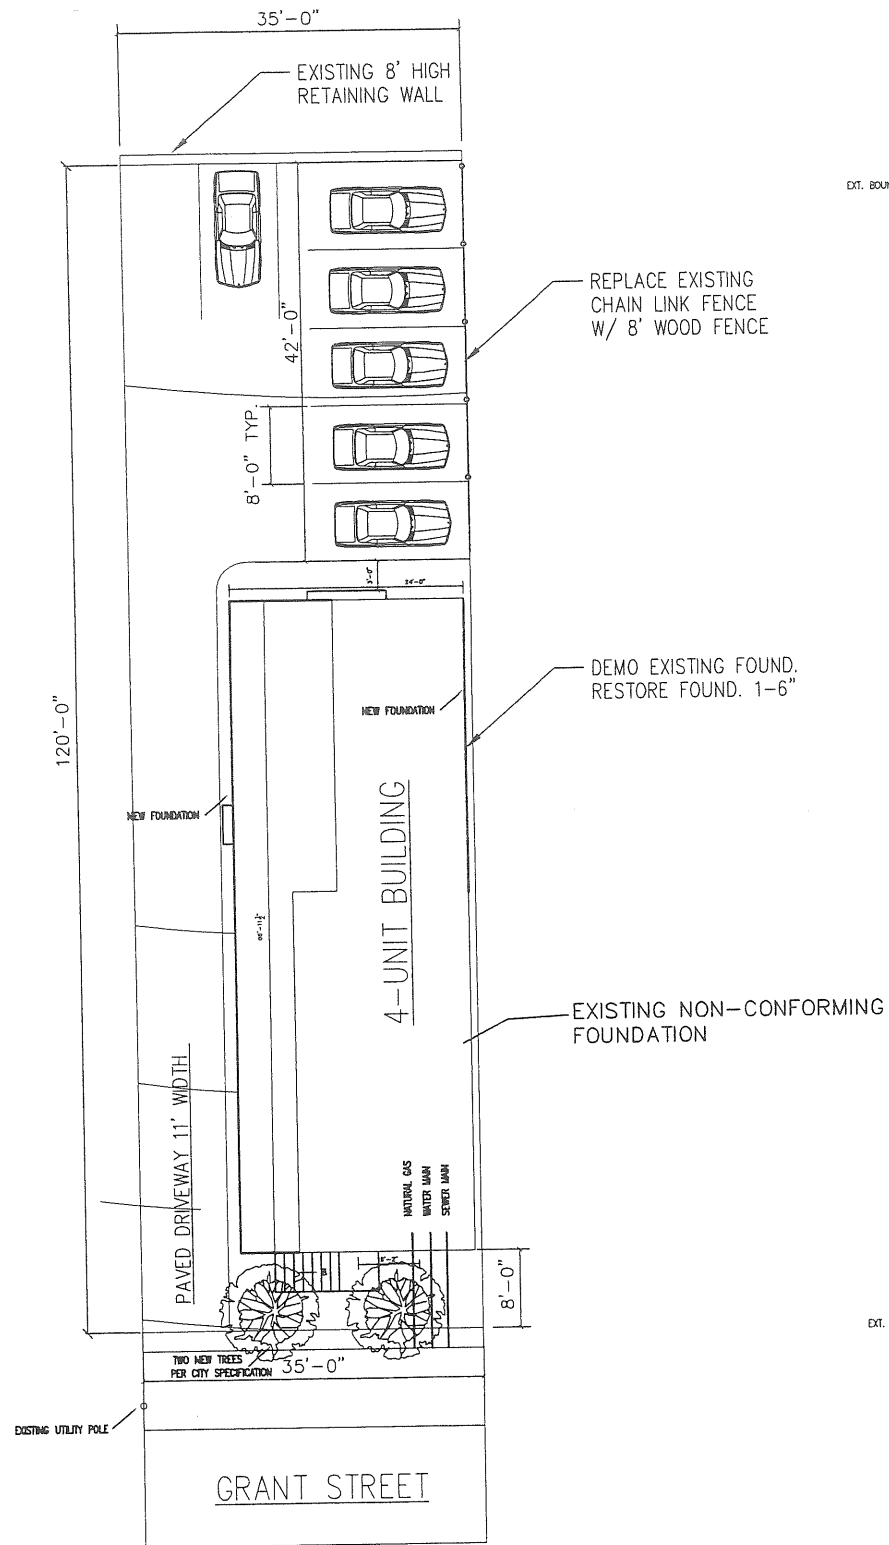 35'-0"
EXISTING 8' HIGH
RETAINING WALL
EXT. BOU
REPLACE EXISTING
CHAIN LINK FENCE
W/ 8' WOOD FENCE
42'-0"
8'-0" TYP.
24'-0"
120'-0"
DEMO EXISTING FOUND.
RESTORE FOUND. 1-6"
NEW FOUNDATION
NEW FOUNDATION
4-UNIT BUILDING
EXISTING NON-CONFORMING
FOUNDATION
PAVED DRIVEWAY 11' WIDTH
NATURAL GAS
WATER MAIN
SEWER MAIN
8'-0"
EXT.
TWO NEW TREES
PER CITY SPECIFICATION
35'-0"
EXISTING UTILITY POLE
GRANT STREET